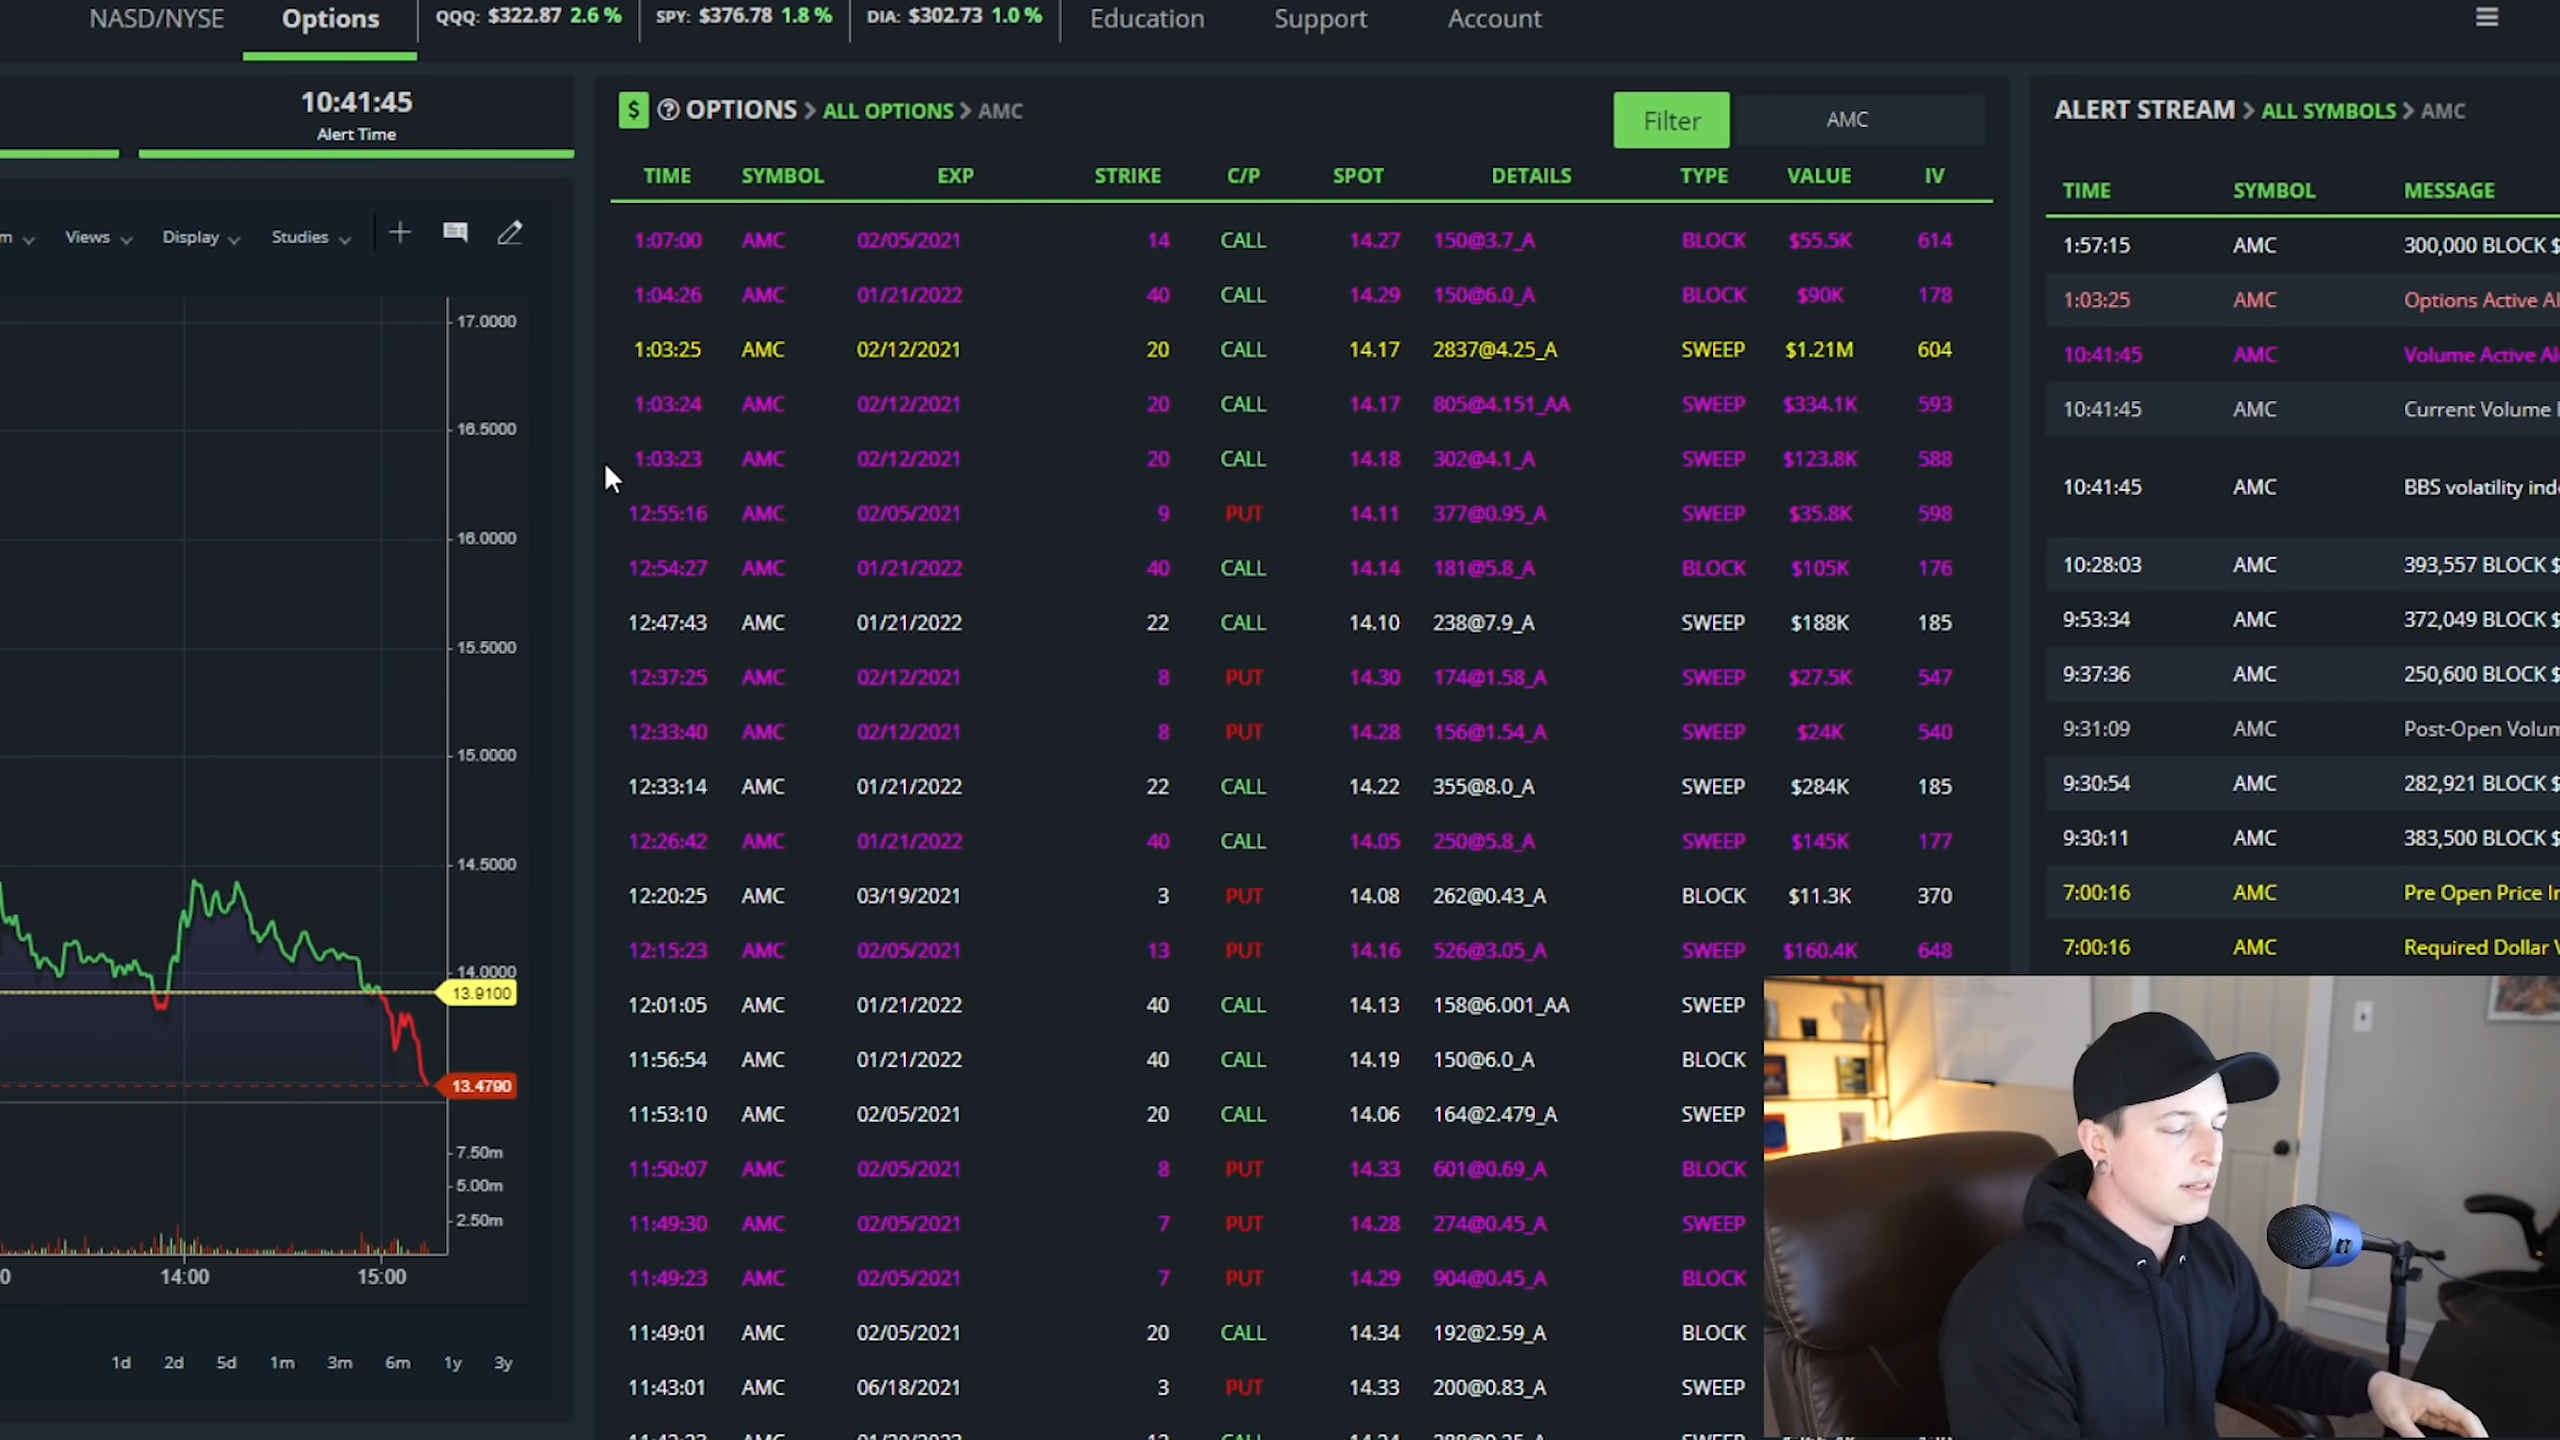 NASD/NYSE Options QQQ: $322.87 2.6 % SPY: $376.78 1.8 % DIA: $302.73 1.0 % Education Support Account
10:41:45
Alert Time
m Views Display Studies
17.0000
16.5000
16.0000
15.5000
15.0000
14.5000
14.0000
13.9100
13.4790
7.50m
5.00m
2.50m
0 14:00 15:00
1d 2d 5d 1m 3m 6m 1y 3y
$ ? OPTIONS > ALL OPTIONS > AMC Filter AMC
TIME SYMBOL EXP STRIKE C/P SPOT DETAILS TYPE VALUE IV
1:07:00 AMC 02/05/2021 14 CALL 14.27 150@3.7_A BLOCK $55.5K 614
1:04:26 AMC 01/21/2022 40 CALL 14.29 150@6.0_A BLOCK $90K 178
1:03:25 AMC 02/12/2021 20 CALL 14.17 2837@4.25_A SWEEP $1.21M 604
1:03:24 AMC 02/12/2021 20 CALL 14.17 805@4.151_AA SWEEP $334.1K 593
1:03:23 AMC 02/12/2021 20 CALL 14.18 302@4.1_A SWEEP $123.8K 588
12:55:16 AMC 02/05/2021 9 PUT 14.11 377@0.95_A SWEEP $35.8K 598
12:54:27 AMC 01/21/2022 40 CALL 14.14 181@5.8_A BLOCK $105K 176
12:47:43 AMC 01/21/2022 22 CALL 14.10 238@7.9_A SWEEP $188K 185
12:37:25 AMC 02/12/2021 8 PUT 14.30 174@1.58_A SWEEP $27.5K 547
12:33:40 AMC 02/12/2021 8 PUT 14.28 156@1.54_A SWEEP $24K 540
12:33:14 AMC 01/21/2022 22 CALL 14.22 355@8.0_A SWEEP $284K 185
12:26:42 AMC 01/21/2022 40 CALL 14.05 250@5.8_A SWEEP $145K 177
12:20:25 AMC 03/19/2021 3 PUT 14.08 262@0.43_A BLOCK $11.3K 370
12:15:23 AMC 02/05/2021 13 PUT 14.16 526@3.05_A SWEEP $160.4K 648
12:01:05 AMC 01/21/2022 40 CALL 14.13 158@6.001_AA SWEEP
11:56:54 AMC 01/21/2022 40 CALL 14.19 150@6.0_A BLOCK
11:53:10 AMC 02/05/2021 20 CALL 14.06 164@2.479_A SWEEP
11:50:07 AMC 02/05/2021 8 PUT 14.33 601@0.69_A BLOCK
11:49:30 AMC 02/05/2021 7 PUT 14.28 274@0.45_A SWEEP
11:49:23 AMC 02/05/2021 7 PUT 14.29 904@0.45_A BLOCK
11:49:01 AMC 02/05/2021 20 CALL 14.34 192@2.59_A BLOCK
11:43:01 AMC 06/18/2021 3 PUT 14.33 200@0.83_A SWEEP
ALERT STREAM > ALL SYMBOLS > AMC
TIME SYMBOL MESSAGE
1:57:15 AMC 300,000 BLOCK $
1:03:25 AMC Options Active Al
10:41:45 AMC Volume Active Al
10:41:45 AMC Current Volume
10:41:45 AMC BBS volatility ind
10:28:03 AMC 393,557 BLOCK $
9:53:34 AMC 372,049 BLOCK $
9:37:36 AMC 250,600 BLOCK $
9:31:09 AMC Post-Open Volum
9:30:54 AMC 282,921 BLOCK $
9:30:11 AMC 383,500 BLOCK $
7:00:16 AMC Pre Open Price In
7:00:16 AMC Required Dollar V